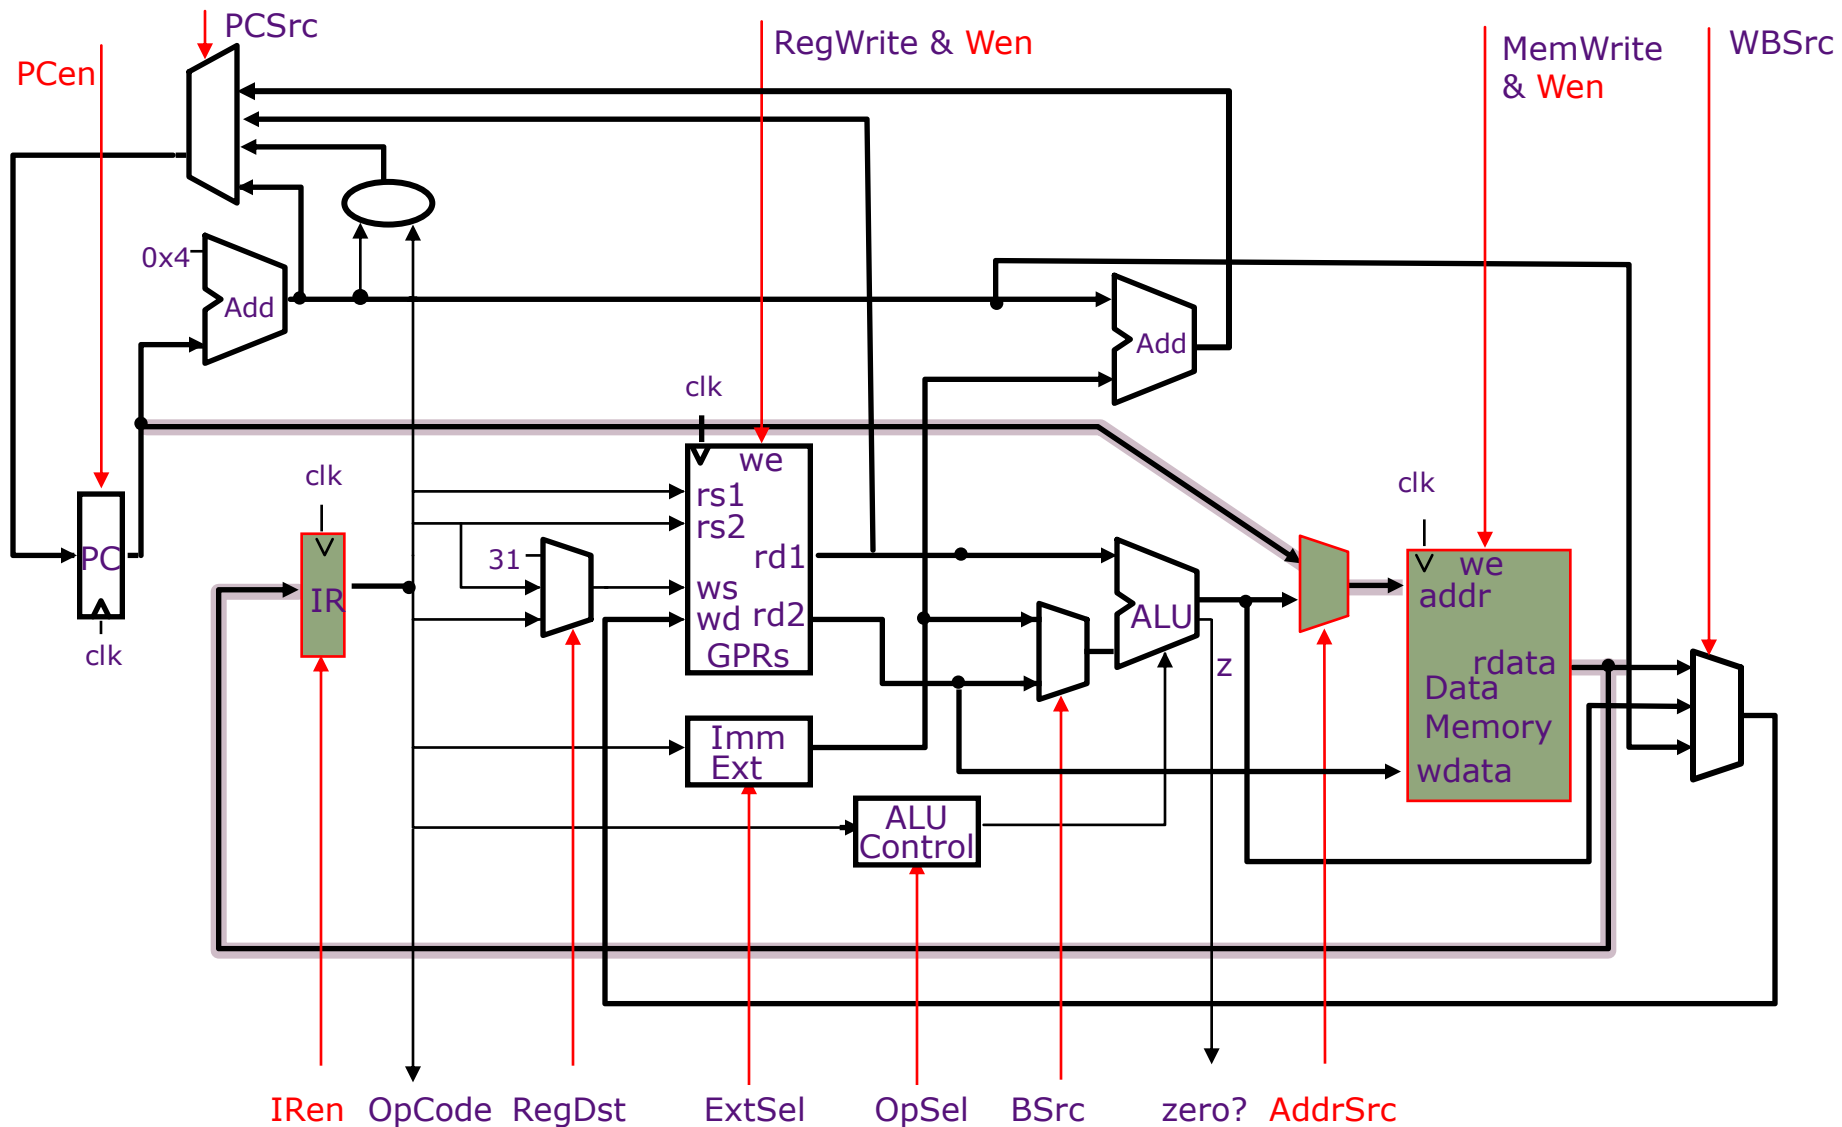 PCSrc
RegWrite & Wen
WBSrc
MemWrite
& Wen
PCen
0x4
Add
Add
clk
we
clk
clk
rs1
rs2
31
rd1
PC
IR
ws
wd
rd2
GPRs
ALU
we
addr
clk
z
rdata
Data
Memory
wdata
Imm
Ext
ALU
Control
IRen
OpCode
RegDst
ExtSel
OpSel
BSrc
zero?
AddrSrc